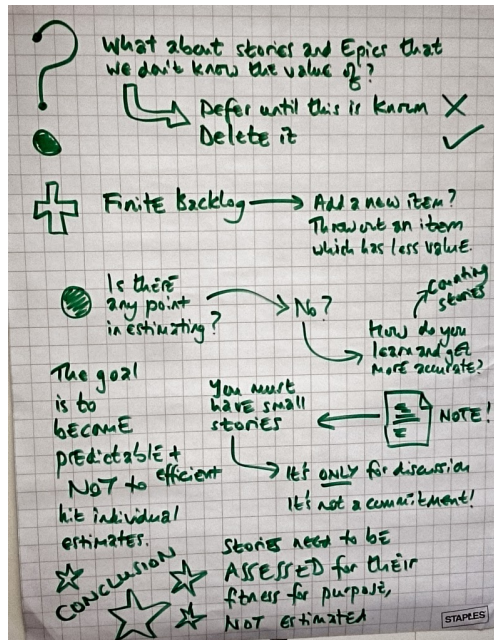 ?
What about stories and Epics that
we don't know the value of?
Defer until this is known X
Delete it ✓
Finite Backlog → Add a new item?
Throw out an item
which has less value.
Is there
any point
in estimating?
No?
Counting
stories
How do you
learn and get
more accurate?
NOTE!
You must
have small
stories
It's ONLY for discussion
It's not a commitment!
The goal
is to
become
predictable +
efficient
NOT to
hit individual
estimates.
CONCLUSION
Stories need to be
ASSESSED for their
fitness for purpose,
NOT estimated
STAPLES